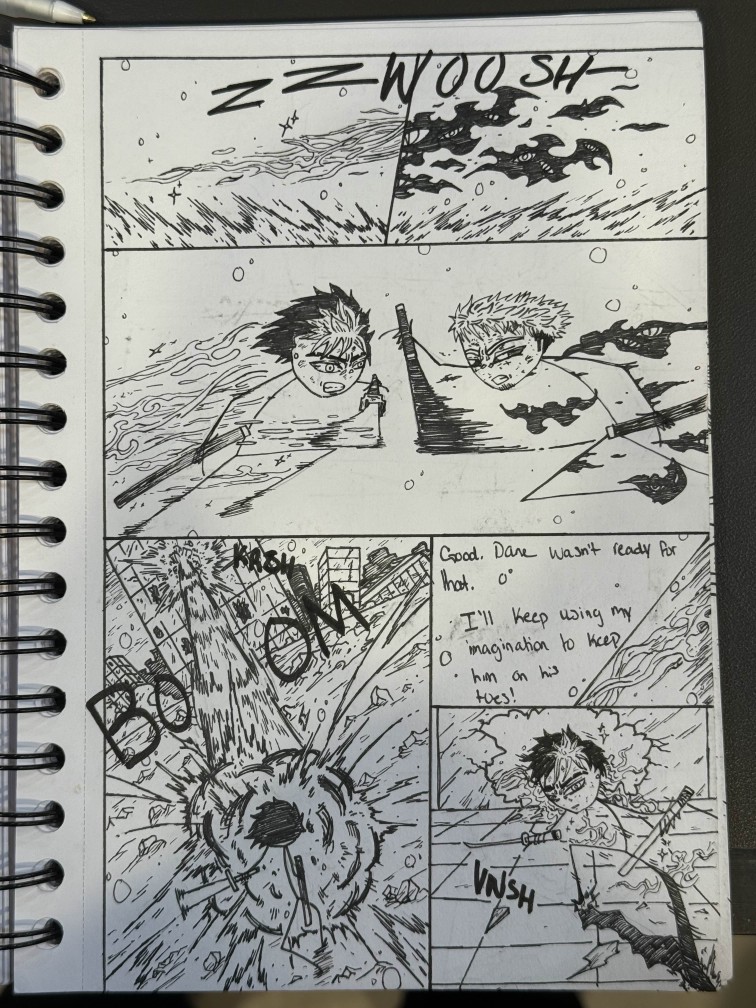 ZZWOOSH
KRSH
BOOM
Good. Dane wasn't ready for
that.
I'll keep using my
imagination to keep
him on his
toes!
VNSH